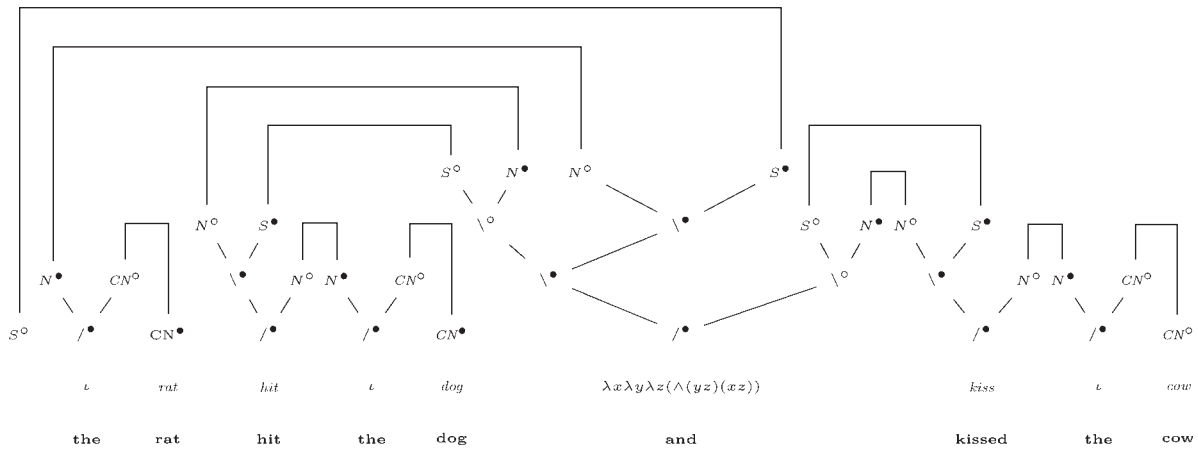 S° N• N° S•
N° S• \° \• S° N• N° S•
N• CN° \• N° N• CN° \• \° \• N° N• CN°
S° /• CN• /• /• CN• /• /• /• CN°
ι rat hit ι dog λxλyλz(∧(yz)(xz)) kiss ι cow
the rat hit the dog and kissed the cow